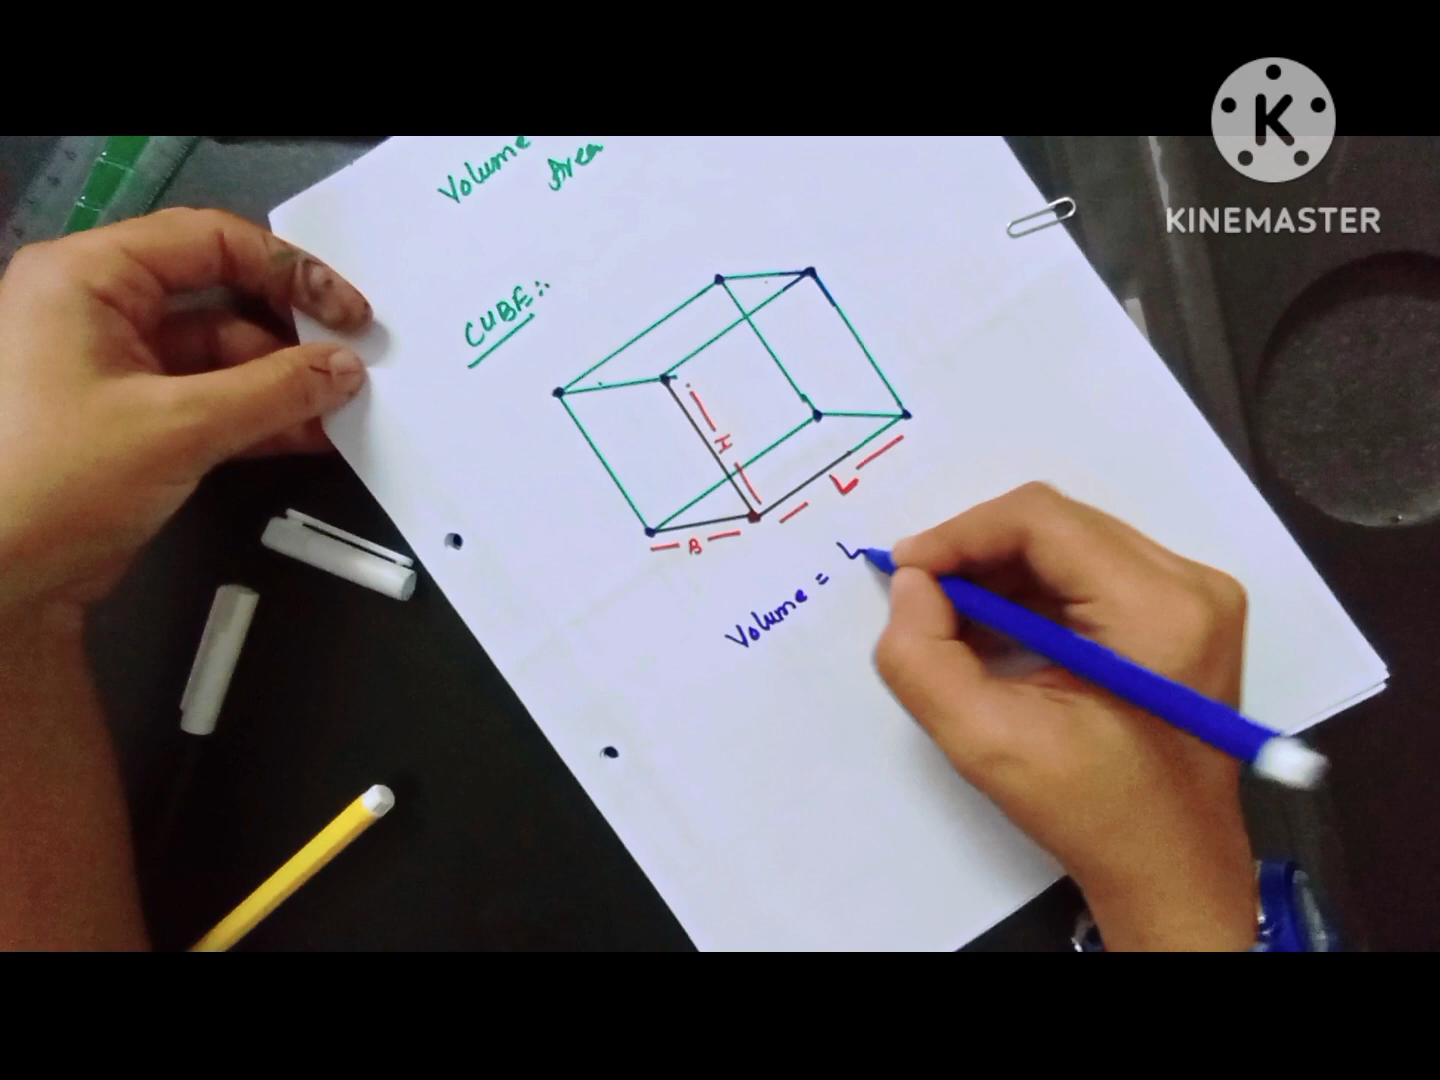 Volume
Area
KINEMASTER
CUBE:
H
L
B
Volume = L